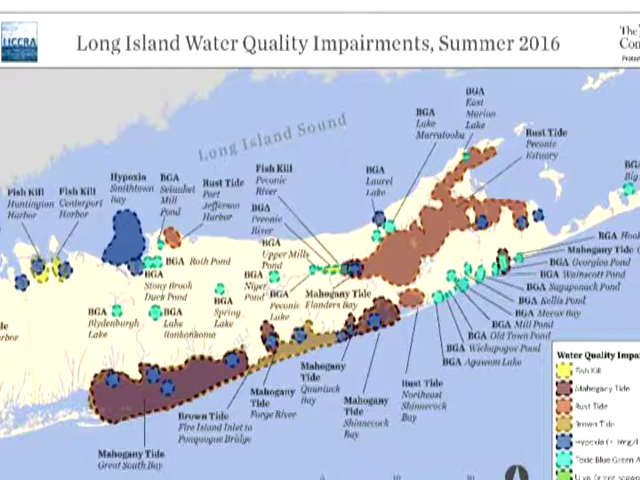 LICCRA
Long Island Water Quality Impairments, Summer 2016
The
Long Island Sound
BGA
East
Marion
Lake
BGA
Lake
Marratooka
Rust Tide
Peconic
Estuary
Fish Kill
Huntington
Harbor
Fish Kill
Centerport
Harbor
Hypoxia
Smithtown
Bay
BGA
Setauket
Mill
Pond
Rust Tide
Port
Jefferson
Harbor
Fish Kill
Peconic
River
BGA
Peconic
River
BGA
Laurel
Lake
BGA
Big
BGA Roth Pond
BGA
Upper Mills
Pond
BGA
Stony Brook
Duck Pond
BGA
Niger
Pond
BGA
Peconic
Lake
Mahogany Tide
Flanders Bay
BGA
Blydenburgh
Lake
BGA
Lake
Ronkonkoma
BGA
Spring
Lake
BGA Hook
Mahogany Tide
BGA Georgica Pond
BGA Wainscott Pond
BGA Sagaponack Pond
BGA Kellis Pond
BGA Mecox Bay
BGA Mill Pond
BGA Old Town Pond
BGA Wickapogue Pond
BGA Agawam Lake
Rust Tide
Northeast
Shinnecock
Bay
Mahogany
Tide
Shinnecock
Bay
Mahogany
Tide
Quantuck
Bay
Mahogany
Tide
Forge River
Brown Tide
Fire Island Inlet to
Ponquogue Bridge
Mahogany Tide
Great South Bay
Water Quality Impai
Fish Kill
Mahogany Tide
Rust Tide
Brown Tide
Toxic Blue Green A